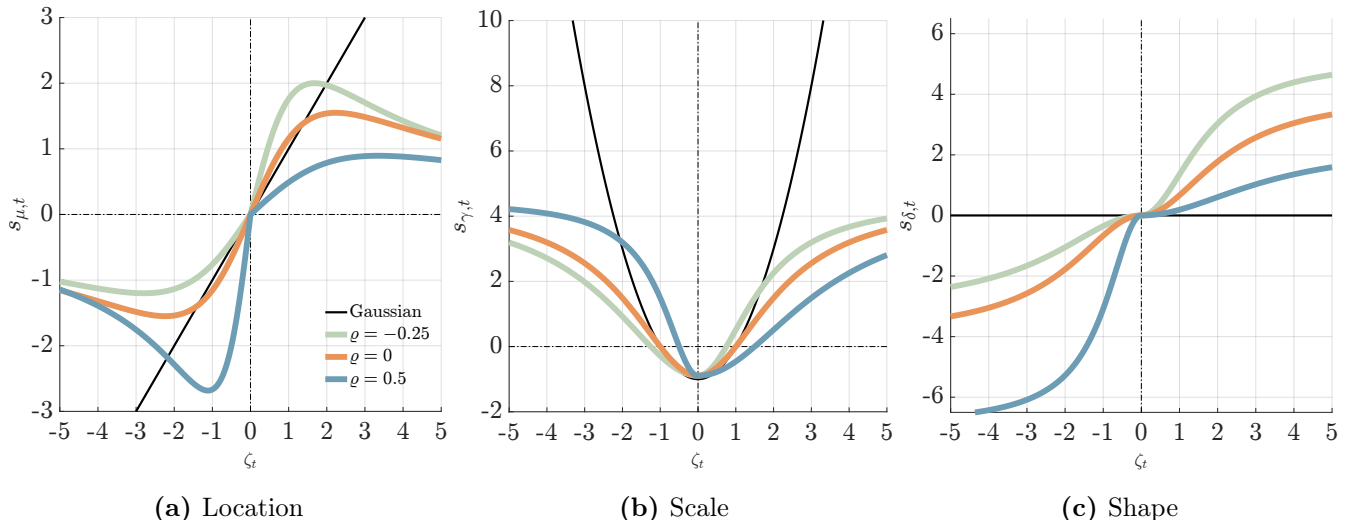 3
2
1
0
-1
-2
-3
-5 -4 -3 -2 -1 0 1 2 3 4 5
s_{μ,t}
ζ_t
Gaussian
ϱ = −0.25
ϱ = 0
ϱ = 0.5
(a) Location
10
8
6
4
2
0
-2
-5 -4 -3 -2 -1 0 1 2 3 4 5
s_{γ,t}
ζ_t
(b) Scale
6
4
2
0
-2
-4
-6
-5 -4 -3 -2 -1 0 1 2 3 4 5
s_{δ,t}
ζ_t
(c) Shape